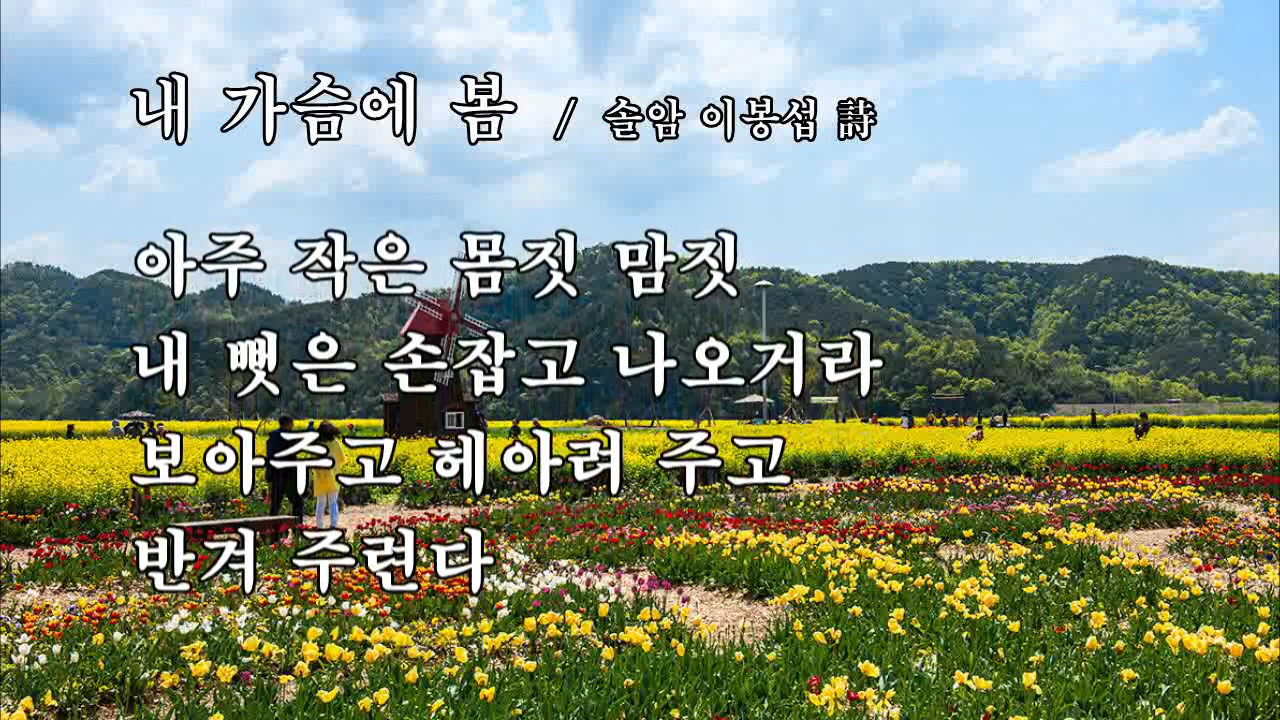 내 가슴에 봄 / 솔암 이봉섭 詩
아주 작은 몸짓 맘짓
내 뺏은 손잡고 나오거라
보아주고 헤아려 주고
반겨 주련다